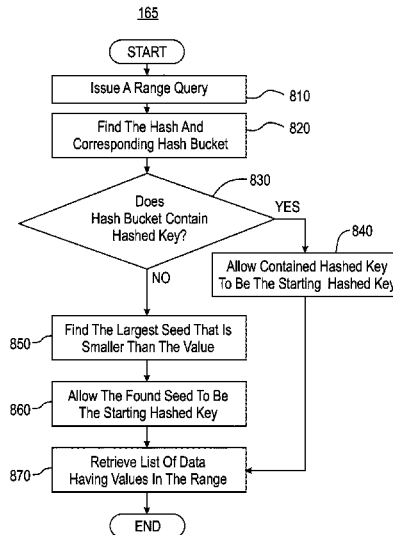 165
START
Issue A Range Query
810
Find The Hash And
Corresponding Hash Bucket
820
830
Does
Hash Bucket Contain
Hashed Key?
YES
840
Allow Contained Hashed Key
To Be The Starting Hashed Key
NO
Find The Largest Seed That Is
Smaller Than The Value
850
Allow The Found Seed To Be
The Starting Hashed Key
860
Retrieve List Of Data
Having Values In The Range
870
END